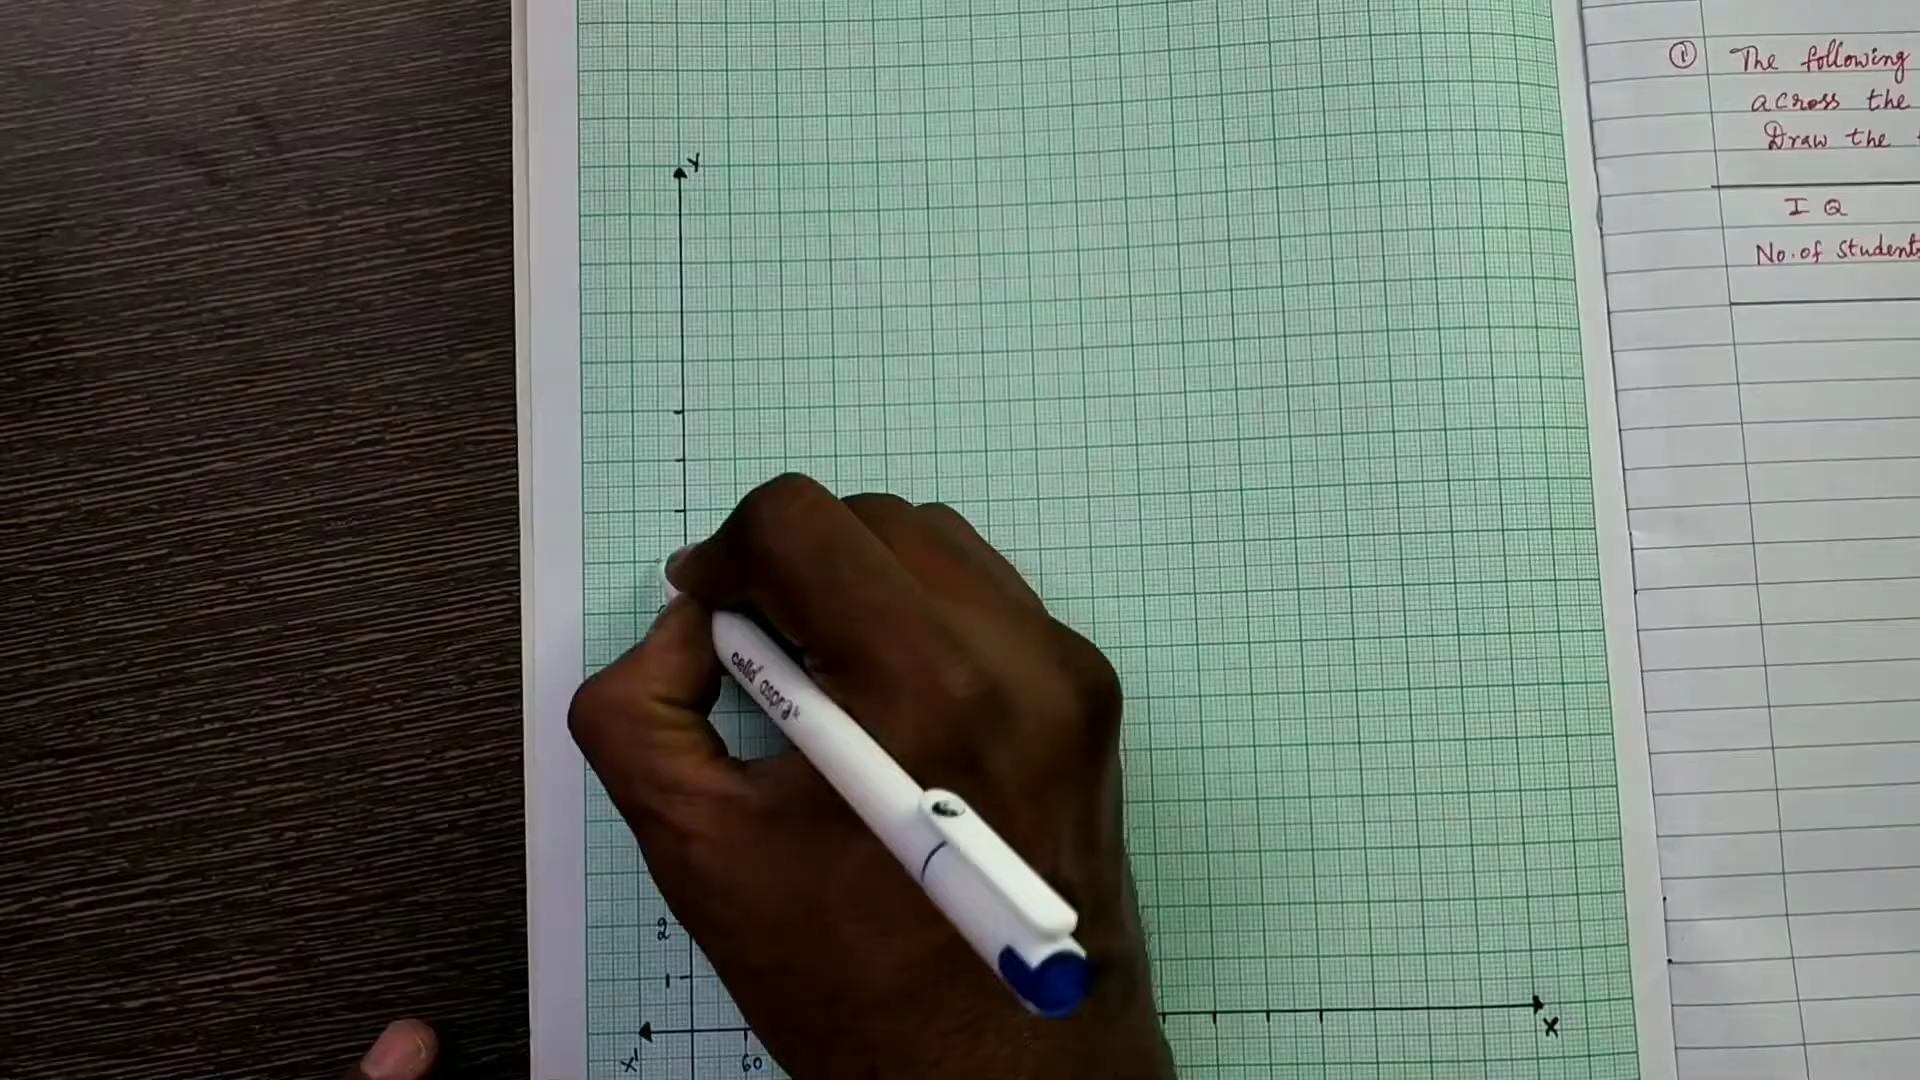 Y
2
1
X'
60
X
cello aspra
① The following
across the
Draw the
I Q
No. of Students